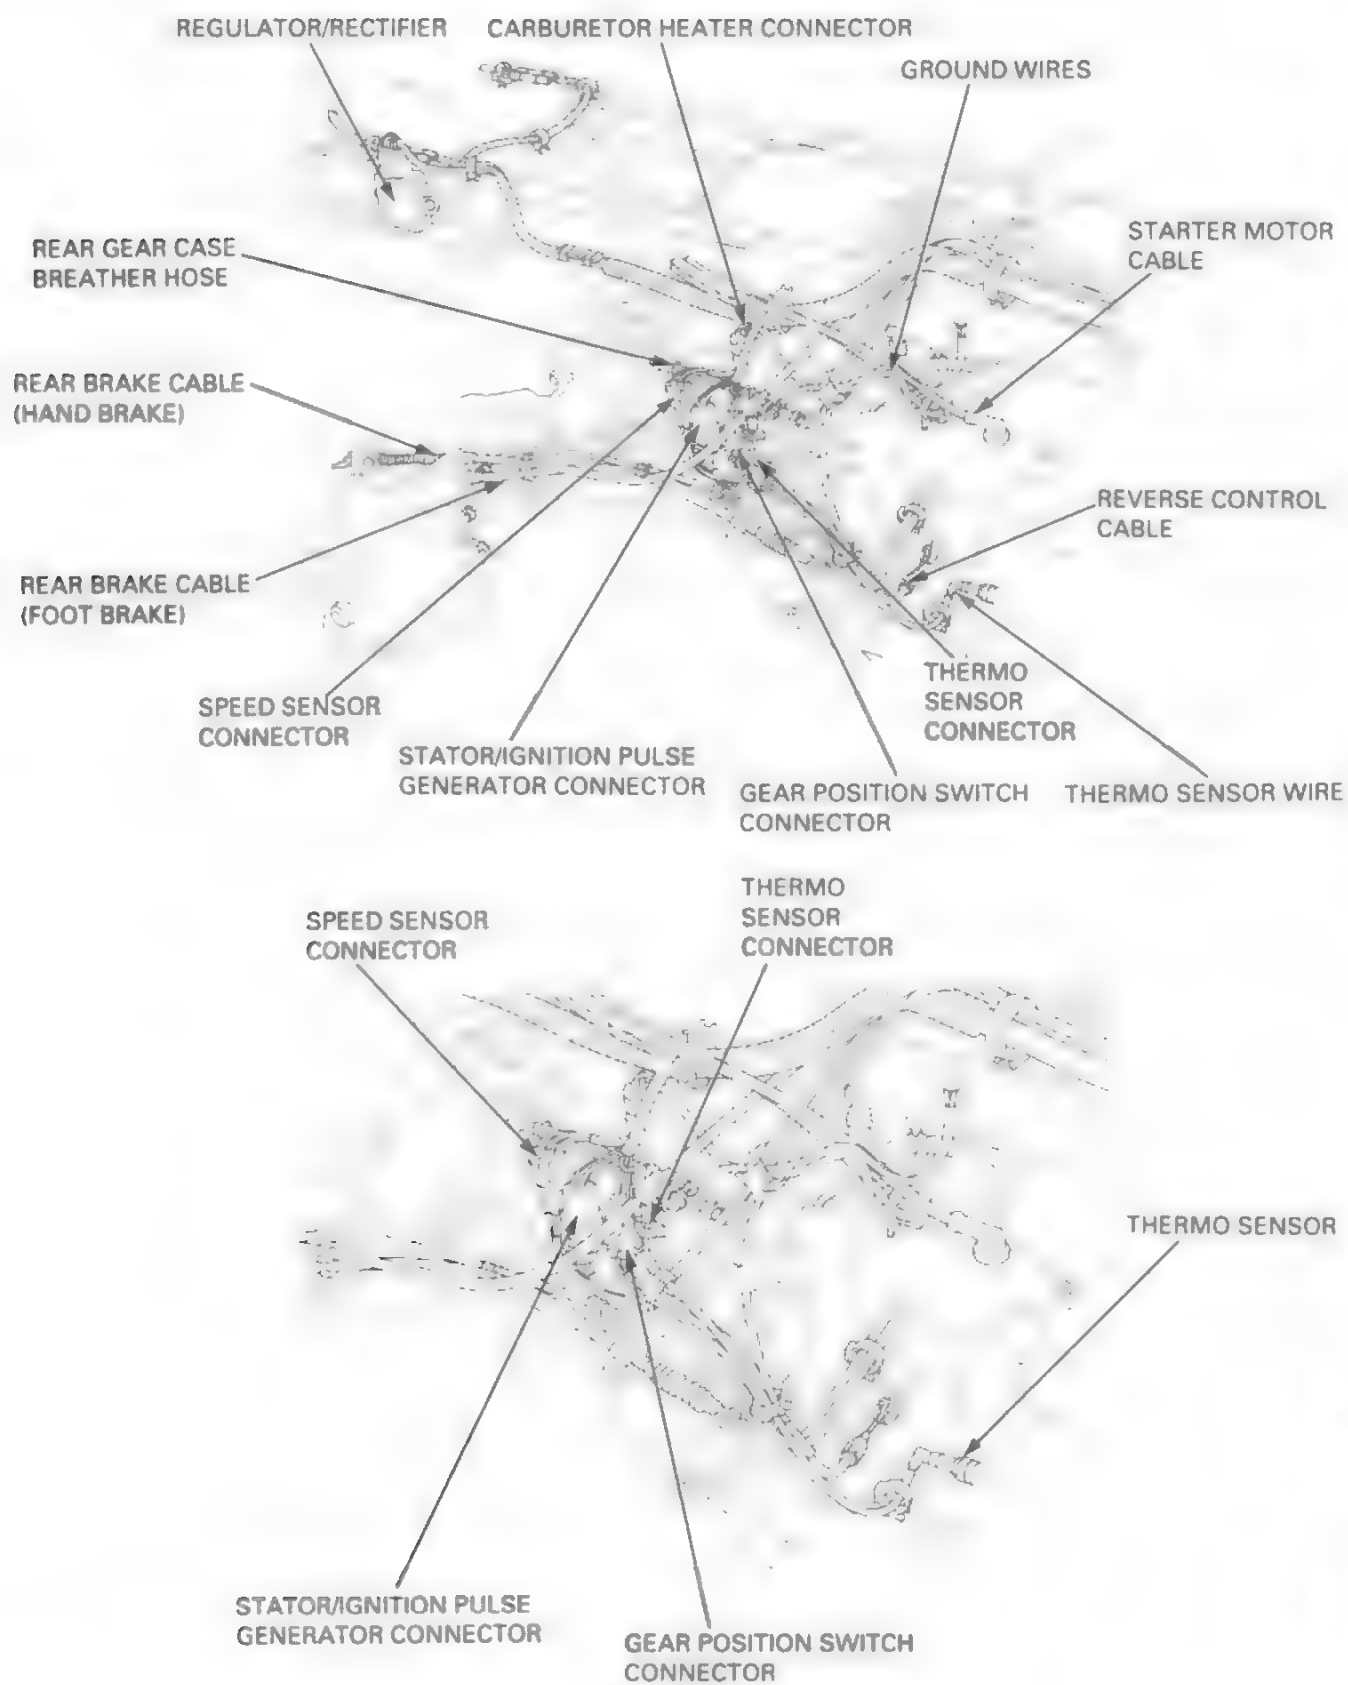 REGULATOR/RECTIFIER
CARBURETOR HEATER CONNECTOR
GROUND WIRES
REAR GEAR CASE
BREATHER HOSE
STARTER MOTOR
CABLE
REAR BRAKE CABLE
(HAND BRAKE)
REVERSE CONTROL
CABLE
REAR BRAKE CABLE
(FOOT BRAKE)
THERMO
SENSOR
CONNECTOR
SPEED SENSOR
CONNECTOR
STATOR/IGNITION PULSE
GENERATOR CONNECTOR
GEAR POSITION SWITCH
CONNECTOR
THERMO SENSOR WIRE
THERMO
SENSOR
CONNECTOR
SPEED SENSOR
CONNECTOR
THERMO SENSOR
STATOR/IGNITION PULSE
GENERATOR CONNECTOR
GEAR POSITION SWITCH
CONNECTOR